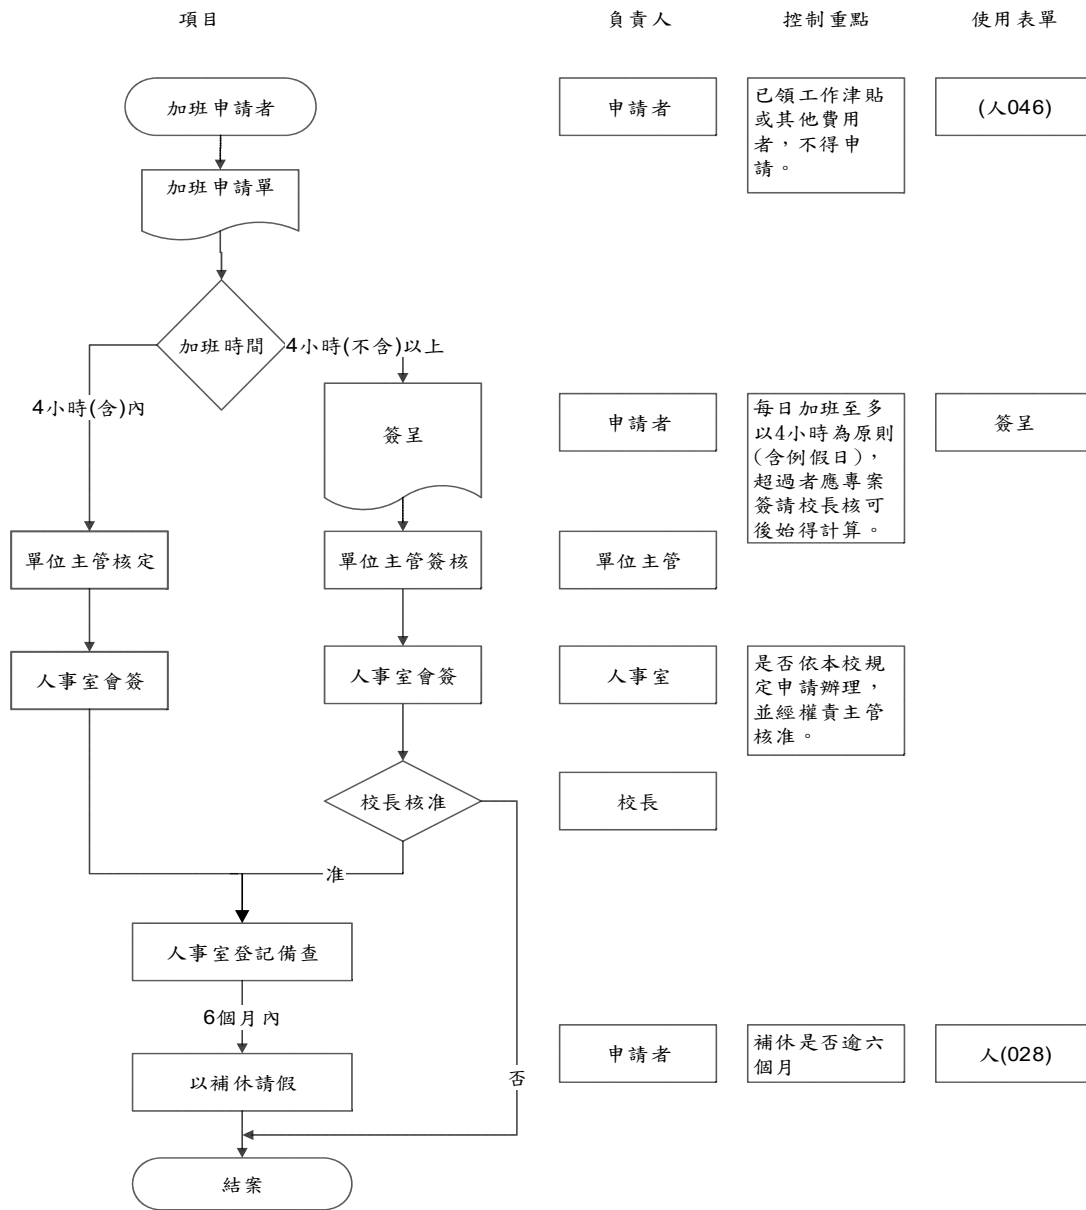 項目
負責人
控制重點
使用表單
加班申請者
申請者
已領工作津貼
或其他費用
者，不得申
請。
(人046)
加班申請單
加班時間
4小時(不含)以上
4小時(含)內
簽呈
申請者
每日加班至多
以4小時為原則
(含例假日)，
超過者應專案
簽請校長核可
後始得計算。
簽呈
單位主管核定
單位主管簽核
單位主管
人事室會簽
人事室會簽
人事室
是否依本校規
定申請辦理，
並經權責主管
核准。
校長核准
校長
准
人事室登記備查
6個月內
以補休請假
否
申請者
補休是否逾六
個月
人(028)
結案